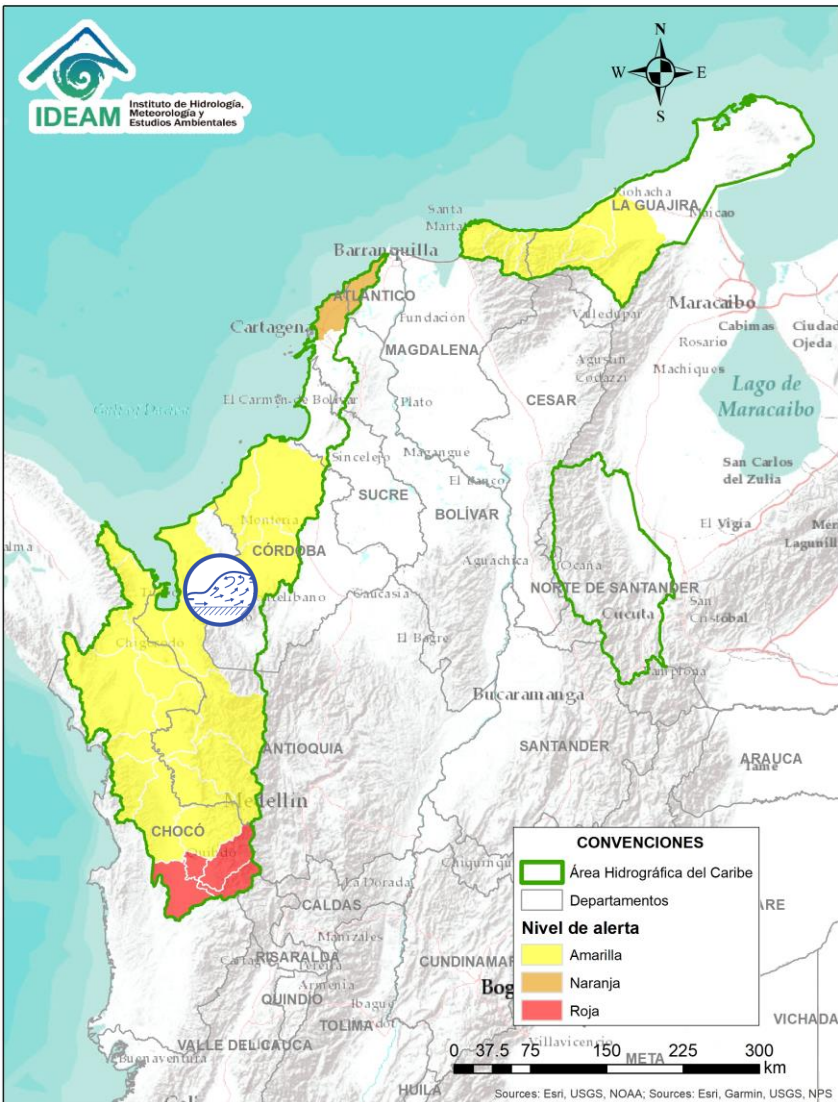 IDEAM
Instituto de Hidrología,
Meteorología y
Estudios Ambientales
N
W
E
S
Riohacha
LA GUAJIRA
Maicao
Santa
Marta
Barranquilla
ATLÁNTICO
Maracaibo
Cartagena
Fundación
Valledupar
Cabimas
Ciudad
Ojeda
Rosario
MAGDALENA
Machiques
Agustín
Codazzi
Lago de
Maracaibo
El Carmen de Bolívar
Plato
CESAR
Sincelejo
Magangué
San Carlos
del Zulia
El Banco
SUCRE
BOLÍVAR
Montería
El Vigía
CÓRDOBA
Aguachica
Ocaña
NORTE DE SANTANDER
Caucasia
San
Cristóbal
Cúcuta
El Bagre
Chigorodó
Pamplona
Bucaramanga
ANTIOQUIA
SANTANDER
ARAUCA
Tame
Medellín
CHOCÓ
Quibdó
La Dorada
CALDAS
Manizales
RISARALDA
Pereira
CUNDINAMAR
Armenia
QUINDÍO
Ibagué
TOLIMA
VALLE DEL CAUCA
Buenaventura
Villavicencio
META
HUILA
VICHADA
CONVENCIONES
Área Hidrográfica del Caribe
Departamentos
Nivel de alerta
Amarilla
Naranja
Roja
0 37.5 75 150 225 300
km
Sources: Esri, USGS, NOAA; Sources: Esri, Garmin, USGS, NPS